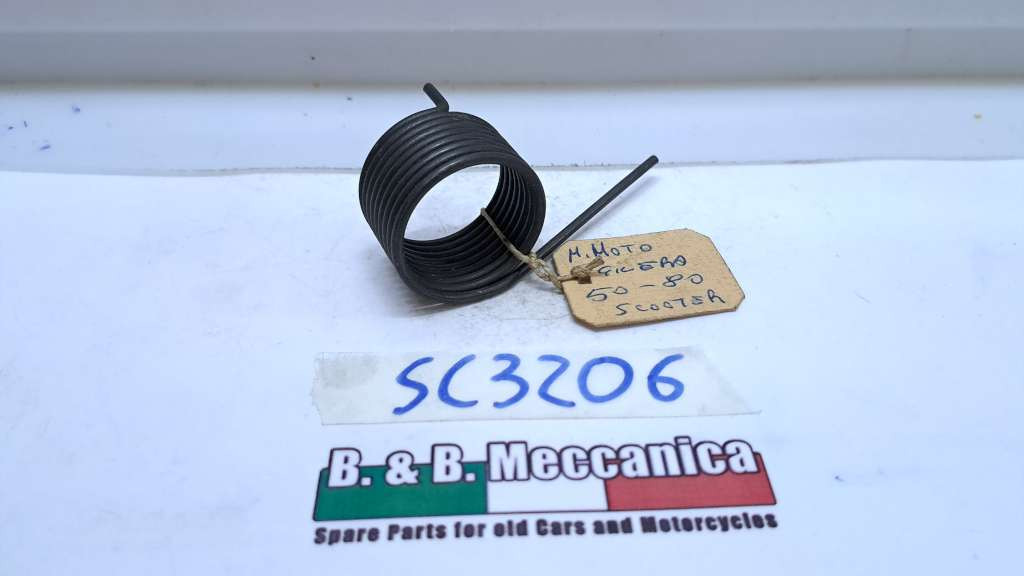 M. MOTO
GILERA
50-80
SCOOTER
SC3206
B. & B. Meccanica
Spare Parts for old Cars and Motorcycles